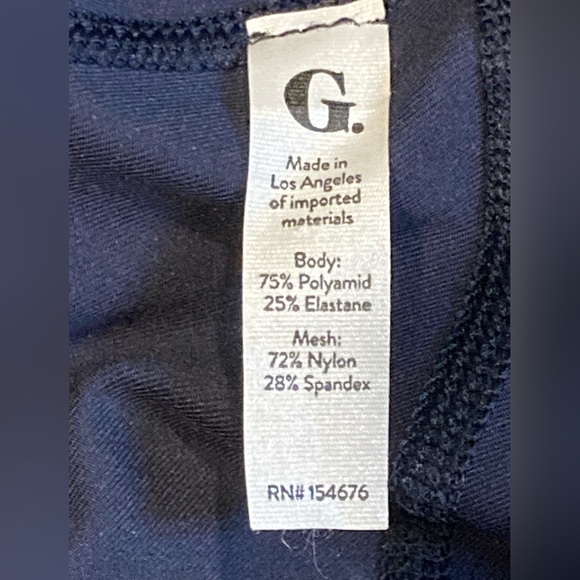 G.
Made in
Los Angeles
of imported
materials
Body:
75% Polyamid
25% Elastane
Mesh:
72% Nylon
28% Spandex
RN# 154676